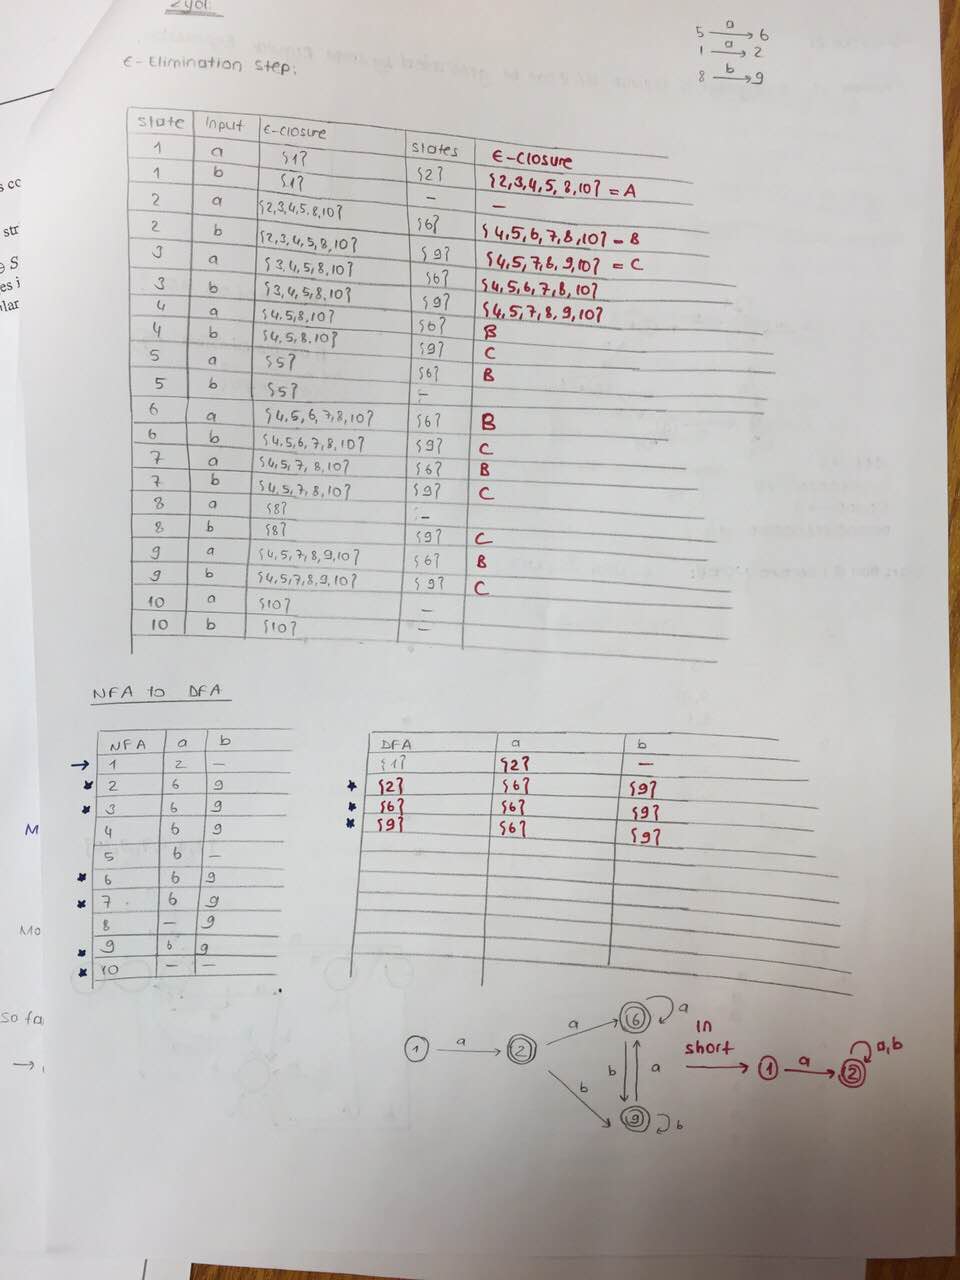 2 yol:
5 a→ 6
1 a→ 2
8 b→ 9
ε- Elimination Step:
State Input ε-closure States ε-closure
1 a {1} {2} {2,3,4,5,8,10} = A
1 b {1} – –
2 a {2,3,4,5,8,10} {6} {4,5,6,7,8,10} – B
2 b {2,3,4,5,8,10} {9} {4,5,7,8,9,10} = C
3 a {3,4,5,8,10} {6} {4,5,6,7,8,10}
3 b {3,4,5,8,10} {9} {4,5,7,8,9,10}
4 a {4,5,8,10} {6} B
4 b {4,5,8,10} {9} C
5 a {5} {6} B
5 b {5} –
6 a {4,5,6,7,8,10} {6} B
6 b {4,5,6,7,8,10} {9} C
7 a {4,5,7,8,10} {6} B
7 b {4,5,7,8,10} {9} C
8 a {8} –
8 b {8} {9} C
9 a {4,5,7,8,9,10} {6} B
9 b {4,5,7,8,9,10} {9} C
10 a {10} –
10 b {10} –
NFA to DFA
NFA a b
→ 1 2 –
* 2 6 9
* 3 6 9
4 6 9
5 6 –
* 6 6 9
* 7 6 9
8 – 9
* 9 6 9
* 10 – –
DFA a b
{1} {2} –
* {2} {6} {9}
* {6} {6} {9}
* {9} {6} {9}
1 a 2 a 6 a
b b a
9 b
in
short
1 a 2 a,b
s co
str
S
es i
lar
M
Mo
so fa
→